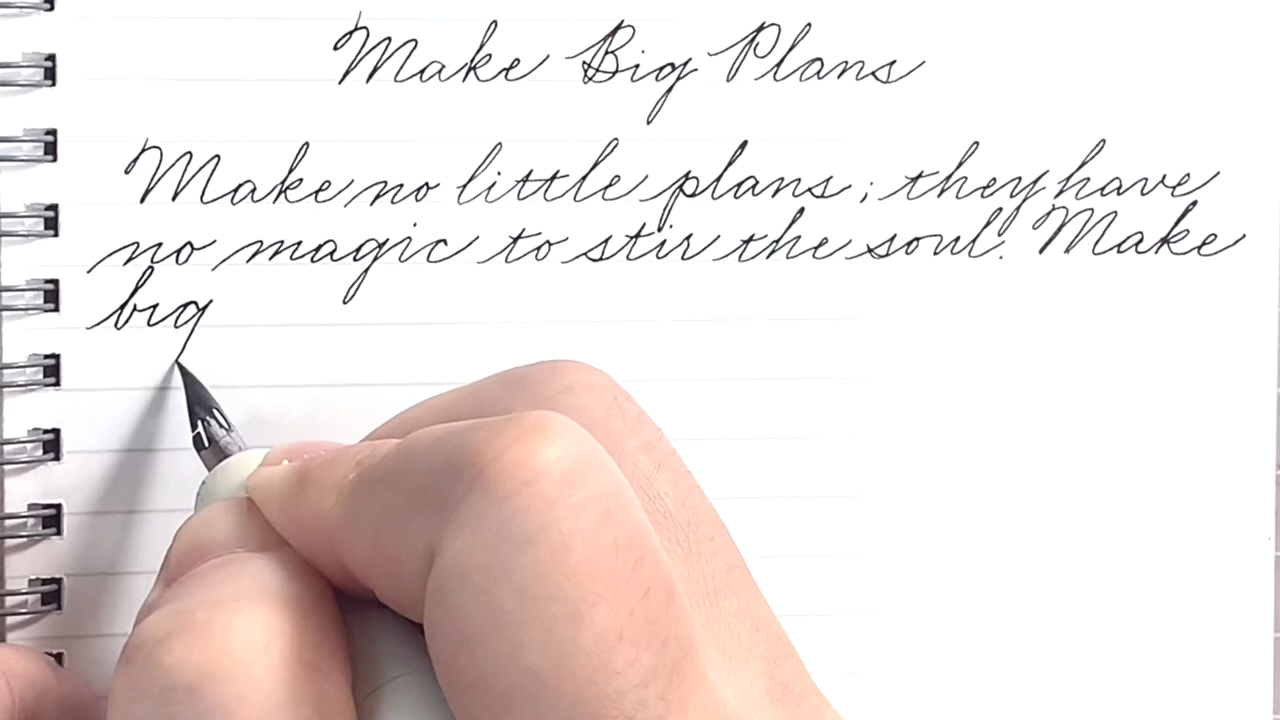 Make Big Plans
Make no little plans; they have
no magic to stir the soul. Make
big